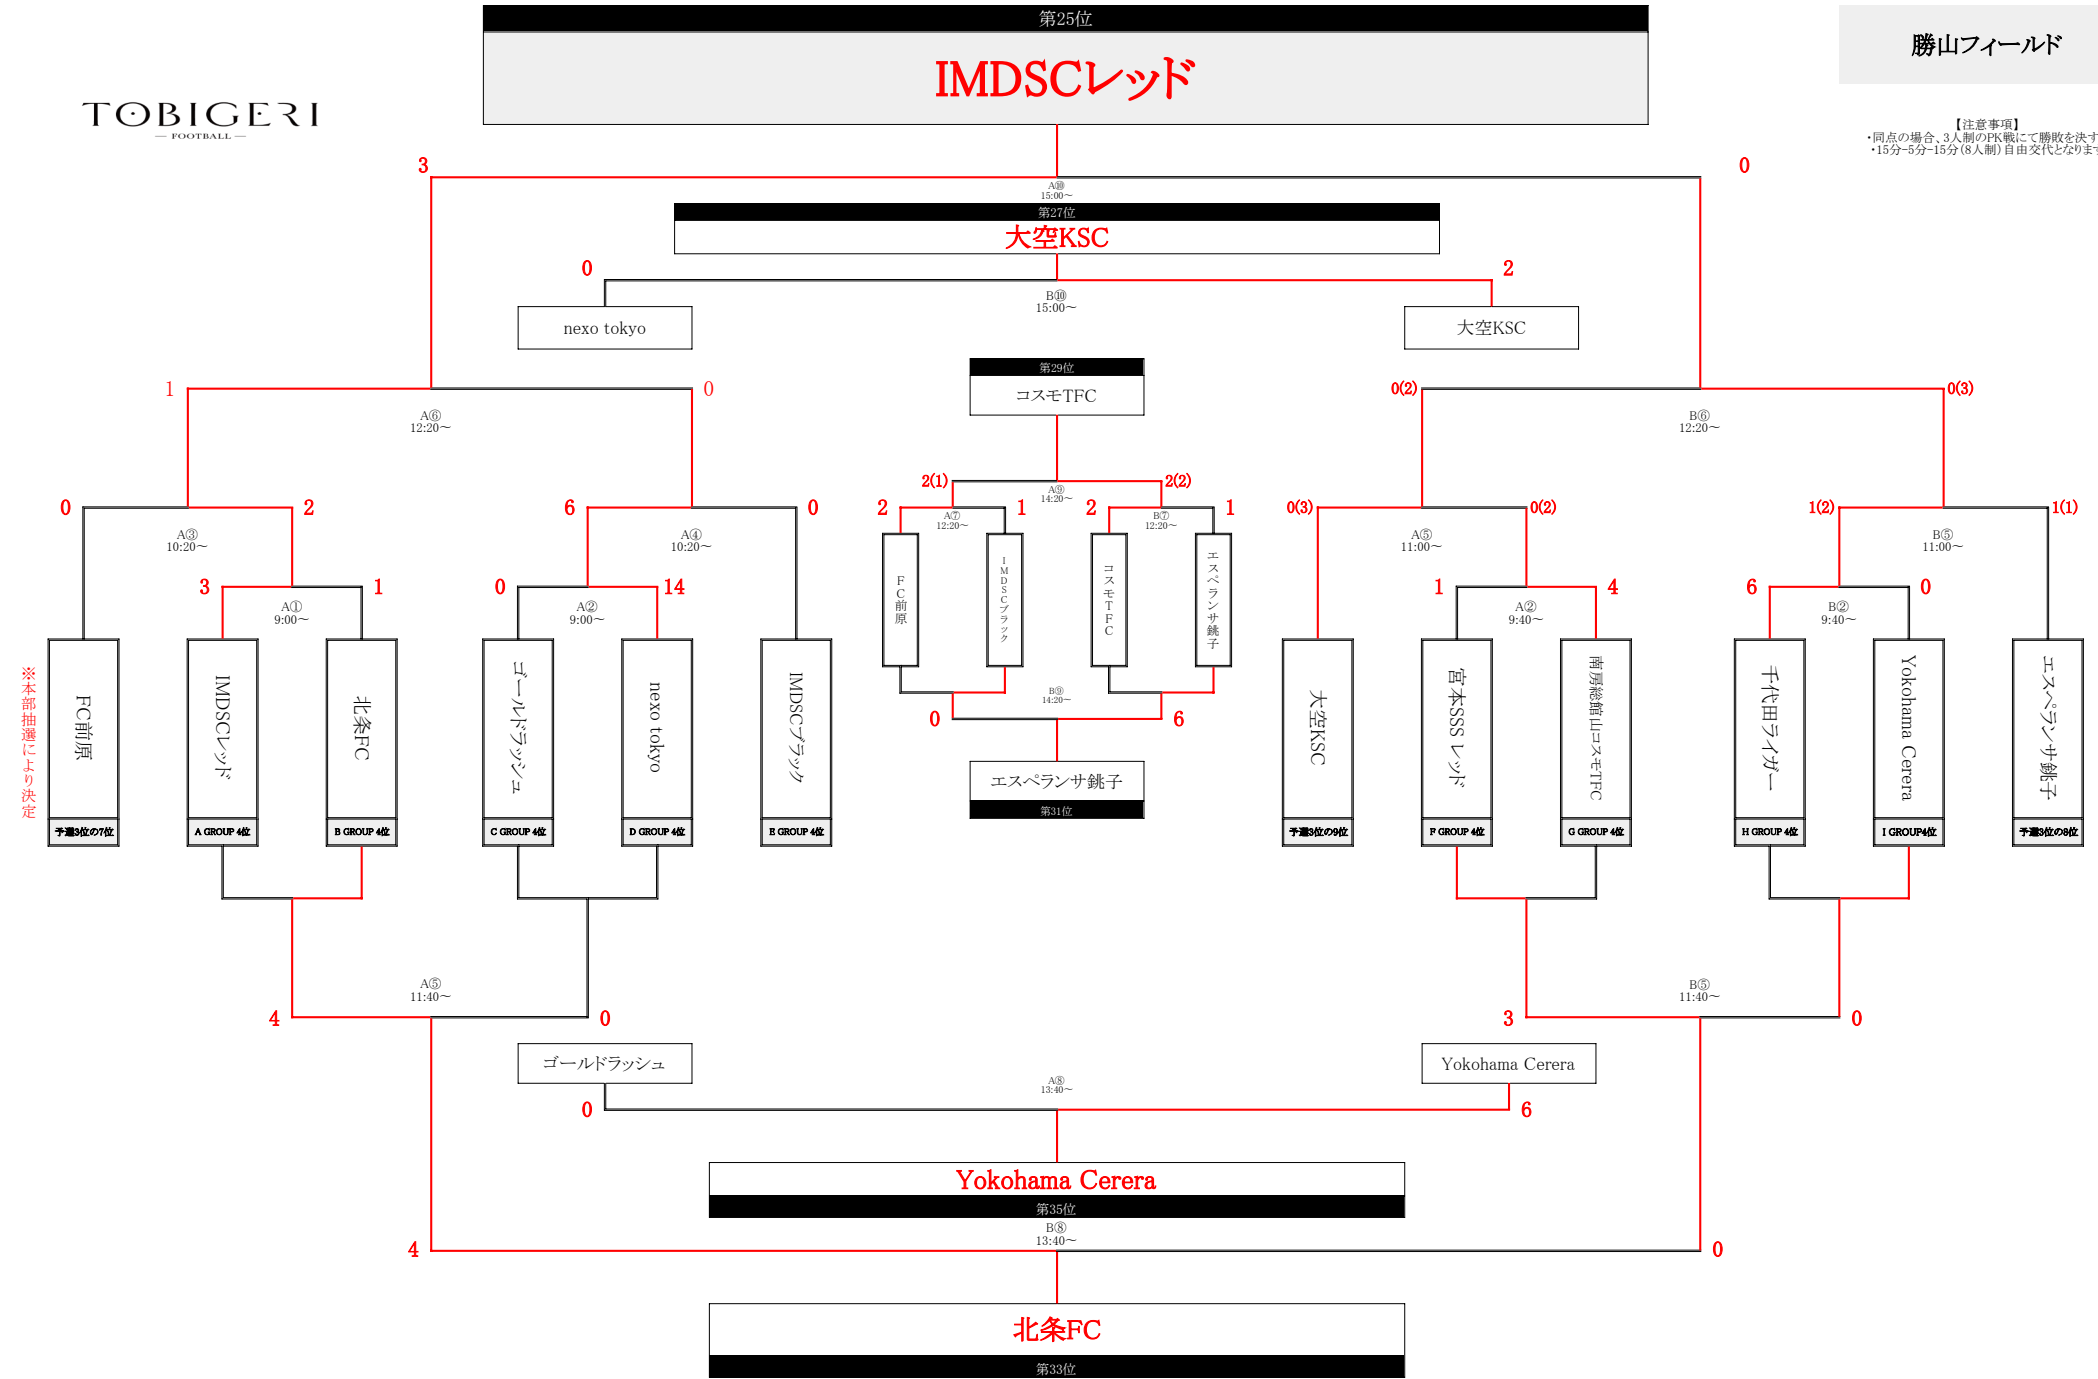 第25位
IMDSCレッド
勝山フィールド
TOBIGERI
— FOOTBALL —
【注意事項】
・同点の場合、3人制のPK戦にて勝敗を決す
・15分-5分-15分(8人制)自由交代となりま
3
0
A⑩
15:00～
第27位
大空KSC
0
2
B⑩
15:00～
nexo tokyo
大空KSC
第29位
コスモTFC
1
0
A⑥
12:20～
0(2)
0(3)
B⑥
12:20～
2(1)
2(2)
A⑨
14:20～
0
2
A③
10:20～
6
0
A④
10:20～
2
1
A⑦
12:20～
2
1
B⑦
12:20～
0(3)
0(2)
A⑤
11:00～
1(2)
1(1)
B⑤
11:00～
3
1
A①
9:00～
0
14
A②
9:00～
1
4
A②
9:40～
6
0
B②
9:40～
FC前原
IMDSCブラック
コスモTFC
エスペランサ銚子
B⑨
14:20～
0
6
エスペランサ銚子
第31位
※本部抽選により決定
FC前原
IMDSCレッド
北条FC
ゴールドラッシュ
nexo tokyo
IMDSCブラック
大空KSC
宮本SSS レッド
南房総館山コスモTFC
千代田ライガー
Yokohama Cerera
エスペランサ銚子
予選3位の7位
A GROUP 4位
B GROUP 4位
C GROUP 4位
D GROUP 4位
E GROUP 4位
予選3位の9位
F GROUP 4位
G GROUP 4位
H GROUP 4位
I GROUP4位
予選3位の8位
A⑤
11:40～
4
0
B⑤
11:40～
3
0
ゴールドラッシュ
Yokohama Cerera
A⑧
13:40～
0
6
Yokohama Cerera
第35位
B⑧
13:40～
4
0
北条FC
第33位